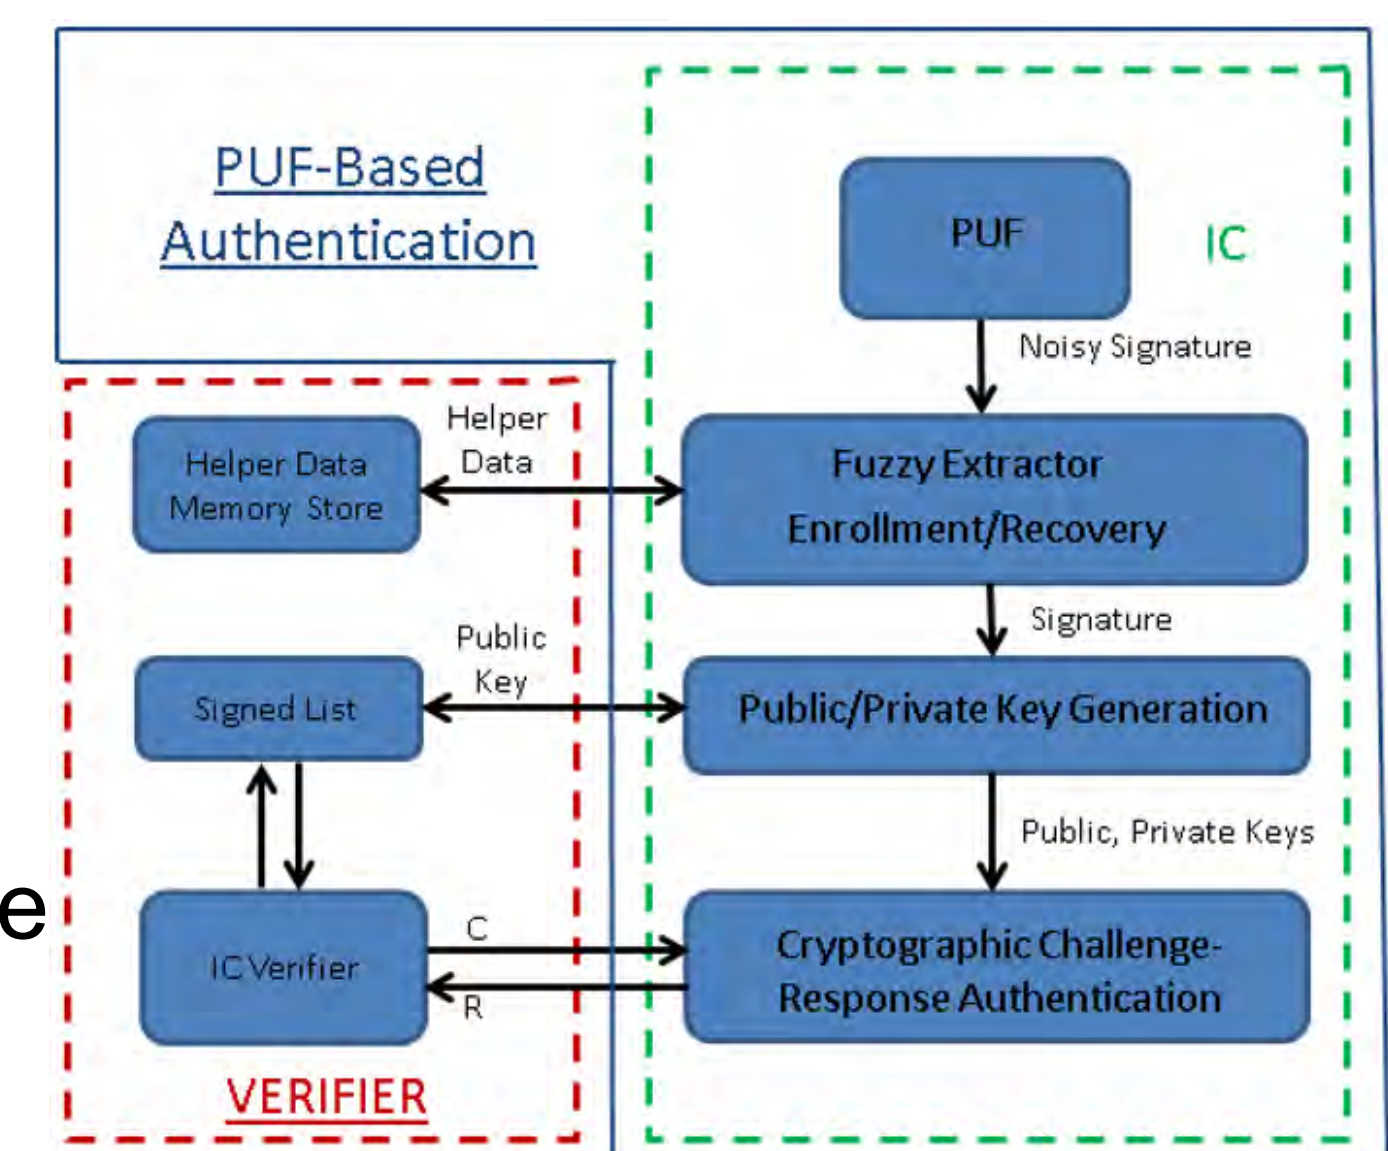 PUF-Based
Authentication
PUF
IC
Noisy Signature
Helper
Data
Helper Data
Memory Store
Fuzzy Extractor
Enrollment/Recovery
Signature
Public
Key
Signed List
Public/Private Key Generation
Public, Private Keys
e
IC Verifier
C
R
Cryptographic Challenge-
Response Authentication
VERIFIER